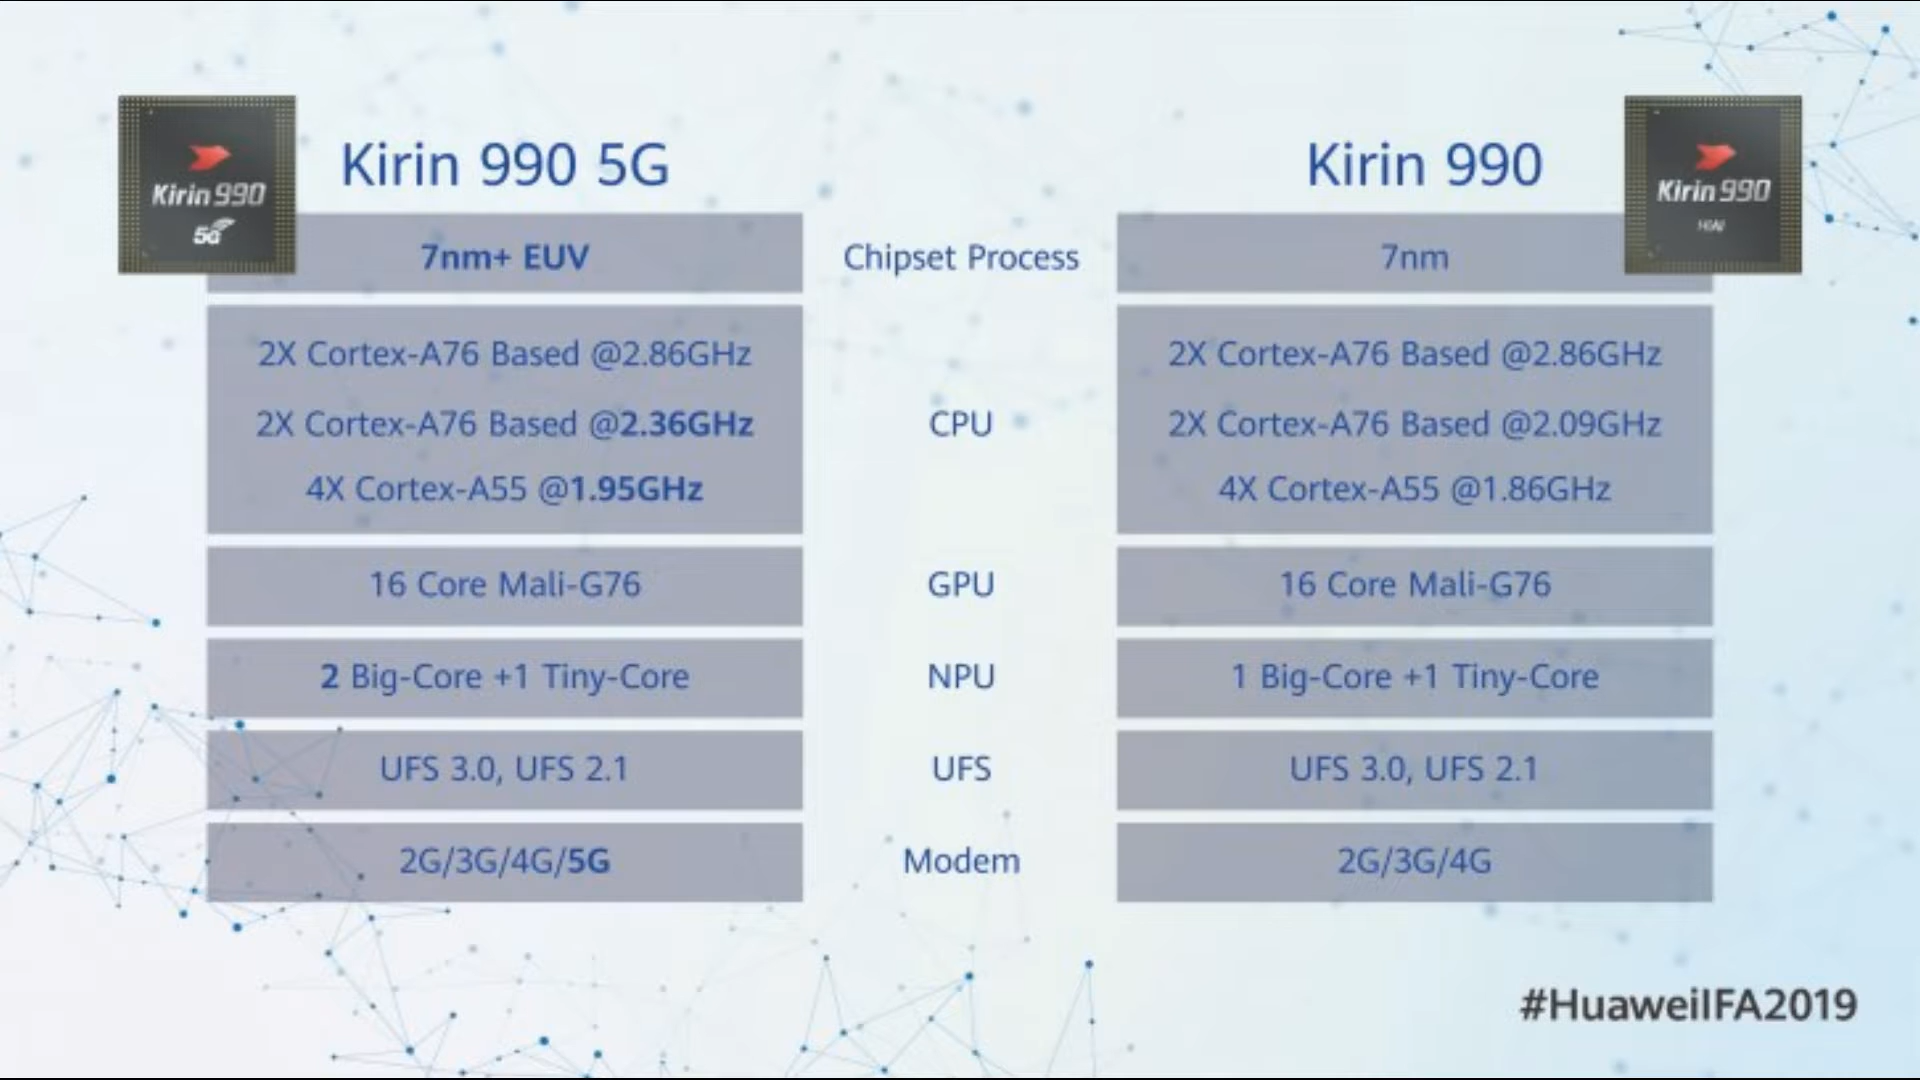 Kirin 990
5G
Kirin 990 5G
Kirin 990
Kirin 990
HiAI
7nm+ EUV
Chipset Process
7nm
2X Cortex-A76 Based @2.86GHz
2X Cortex-A76 Based @2.36GHz
4X Cortex-A55 @1.95GHz
CPU
2X Cortex-A76 Based @2.86GHz
2X Cortex-A76 Based @2.09GHz
4X Cortex-A55 @1.86GHz
16 Core Mali-G76
GPU
16 Core Mali-G76
2 Big-Core +1 Tiny-Core
NPU
1 Big-Core +1 Tiny-Core
UFS 3.0, UFS 2.1
UFS
UFS 3.0, UFS 2.1
2G/3G/4G/5G
Modem
2G/3G/4G
#HuaweiIFA2019